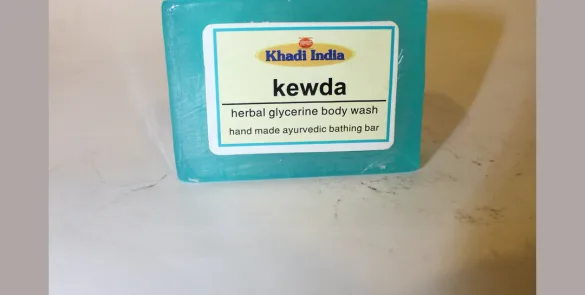 Khadi India
kewda
herbal glycerine body wash
hand made ayurvedic bathing bar